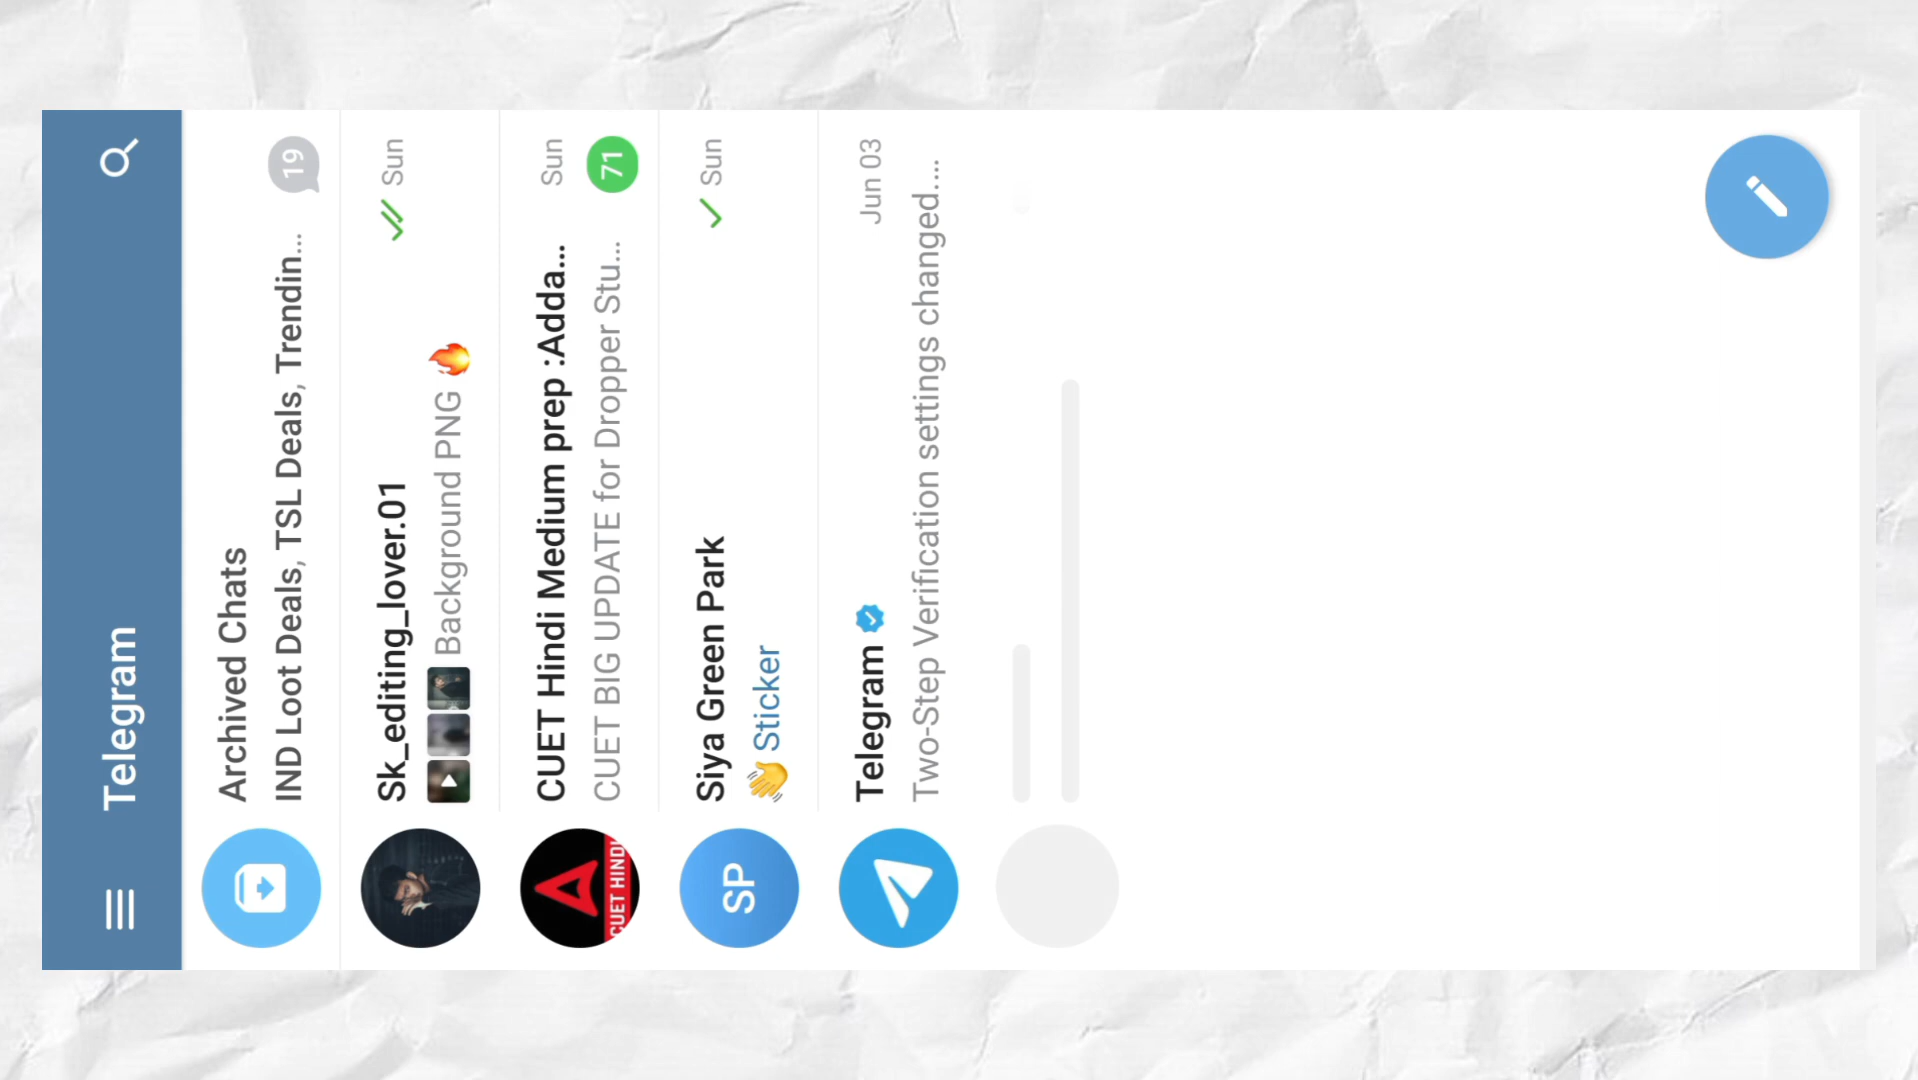 Telegram
Archived Chats
IND Loot Deals, TSL Deals, Trendin...
19
Sk_editing_lover.01
Sun
Background PNG 🔥
CUET Hindi Medium prep :Adda...
Sun
CUET BIG UPDATE for Dropper Stu...
71
CUET HINDI
Siya Green Park
Sun
👋 Sticker
SP
Telegram
Jun 03
Two-Step Verification settings changed....